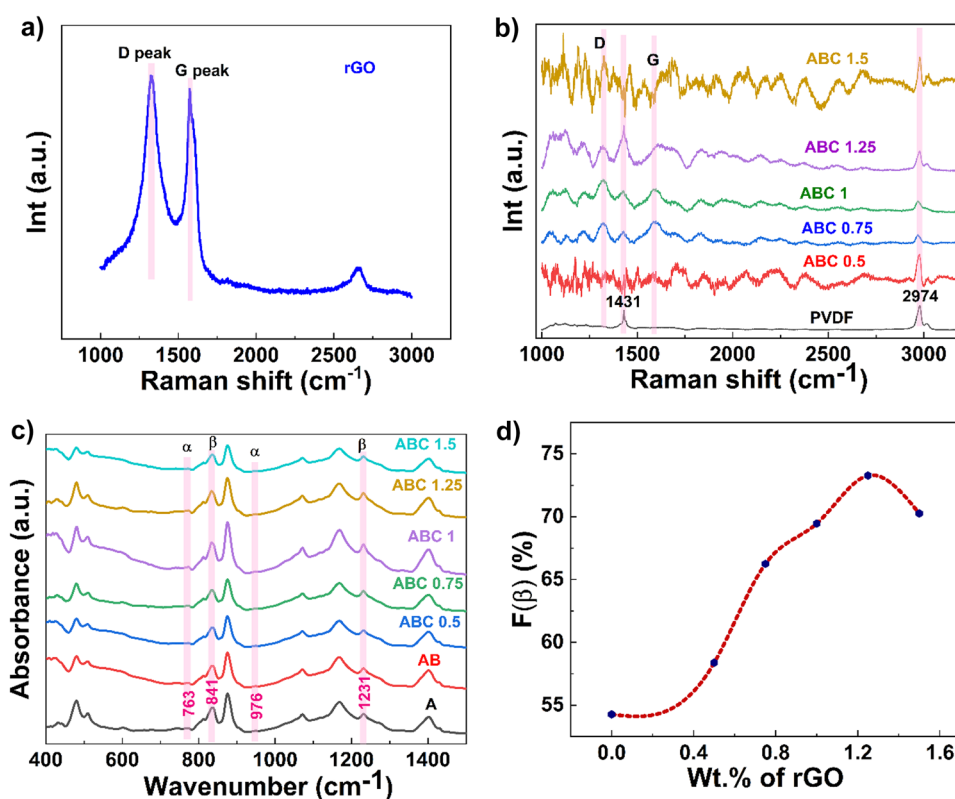 a)
D peak
G peak
rGO
Int (a.u.)
1000 1500 2000 2500 3000
Raman shift (cm-1)
b)
D
G
ABC 1.5
ABC 1.25
ABC 1
ABC 0.75
ABC 0.5
1431
2974
PVDF
Int (a.u.)
1000 1500 2000 2500 3000
Raman shift (cm-1)
c)
α β α β
ABC 1.5
ABC 1.25
ABC 1
ABC 0.75
ABC 0.5
AB
A
763
841
976
1231
Absorbance (a.u.)
400 600 800 1000 1200 1400
Wavenumber (cm-1)
d)
75
70
65
60
55
F(β) (%)
0.0 0.4 0.8 1.2 1.6
Wt.% of rGO